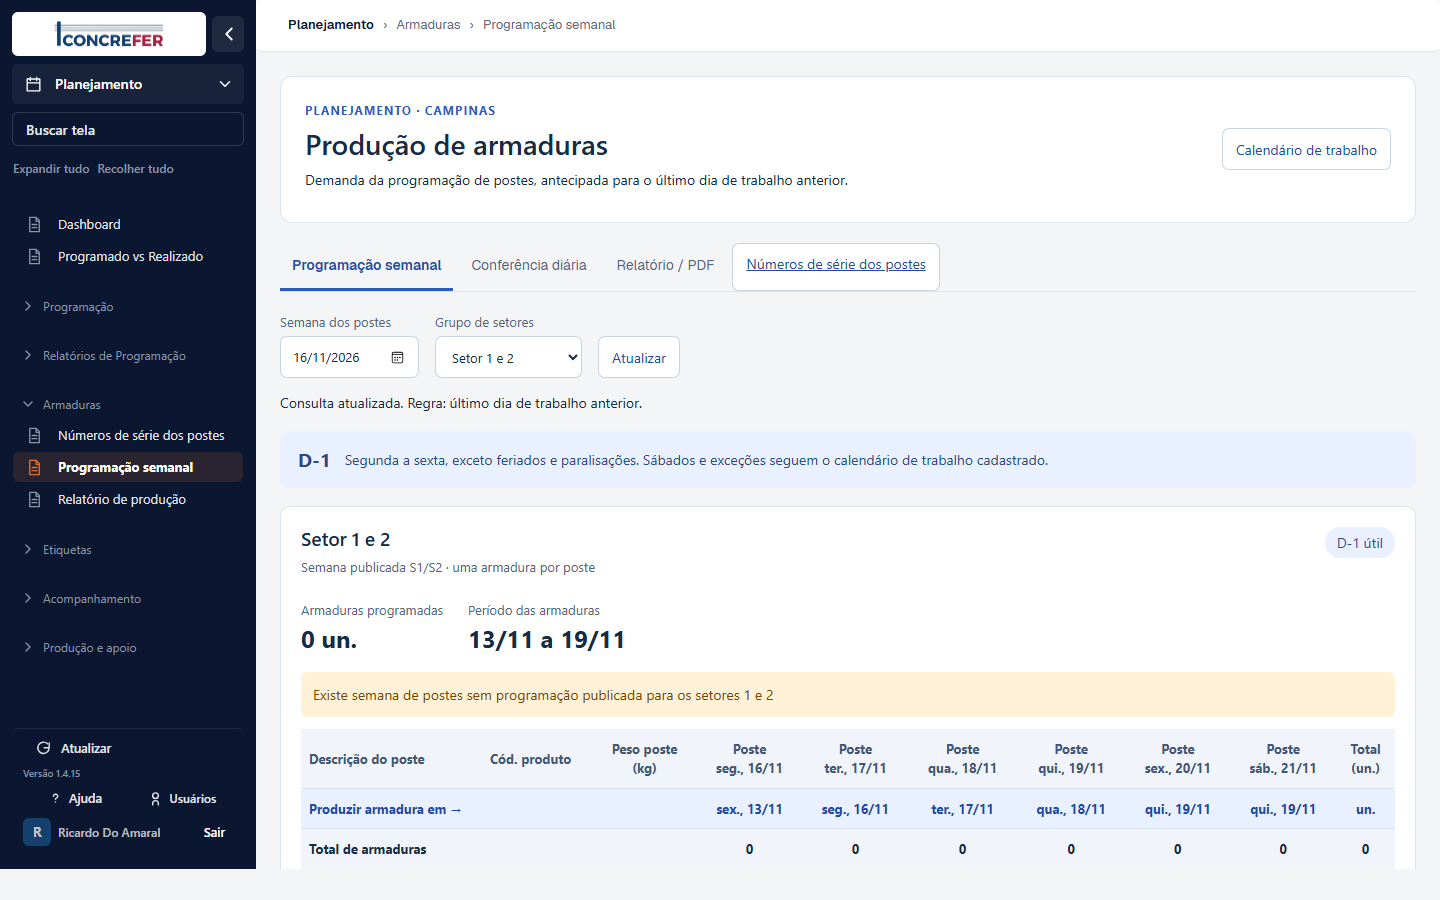 CONCREFER
Planejamento
Buscar tela
Expandir tudo Recolher tudo
Dashboard
Programado vs Realizado
Programação
Relatórios de Programação
Armaduras
Números de série dos postes
Programação semanal
Relatório de produção
Etiquetas
Acompanhamento
Produção e apoio
Atualizar
Versão 1.4.15
? Ajuda Usuários
R Ricardo Do Amaral Sair
Planejamento › Armaduras › Programação semanal
PLANEJAMENTO · CAMPINAS
Produção de armaduras
Demanda da programação de postes, antecipada para o último dia de trabalho anterior.
Calendário de trabalho
Programação semanal Conferência diária Relatório / PDF Números de série dos postes
Semana dos postes Grupo de setores
16/11/2026 Setor 1 e 2 Atualizar
Consulta atualizada. Regra: último dia de trabalho anterior.
D-1 Segunda a sexta, exceto feriados e paralisações. Sábados e exceções seguem o calendário de trabalho cadastrado.
Setor 1 e 2
D-1 útil
Semana publicada S1/S2 · uma armadura por poste
Armaduras programadas Período das armaduras
0 un. 13/11 a 19/11
Existe semana de postes sem programação publicada para os setores 1 e 2
Descrição do poste Cód. produto Peso poste (kg) Poste seg., 16/11 Poste ter., 17/11 Poste qua., 18/11 Poste qui., 19/11 Poste sex., 20/11 Poste sáb., 21/11 Total (un.)
Produzir armadura em → sex., 13/11 seg., 16/11 ter., 17/11 qua., 18/11 qui., 19/11 qui., 19/11 un.
Total de armaduras 0 0 0 0 0 0 0